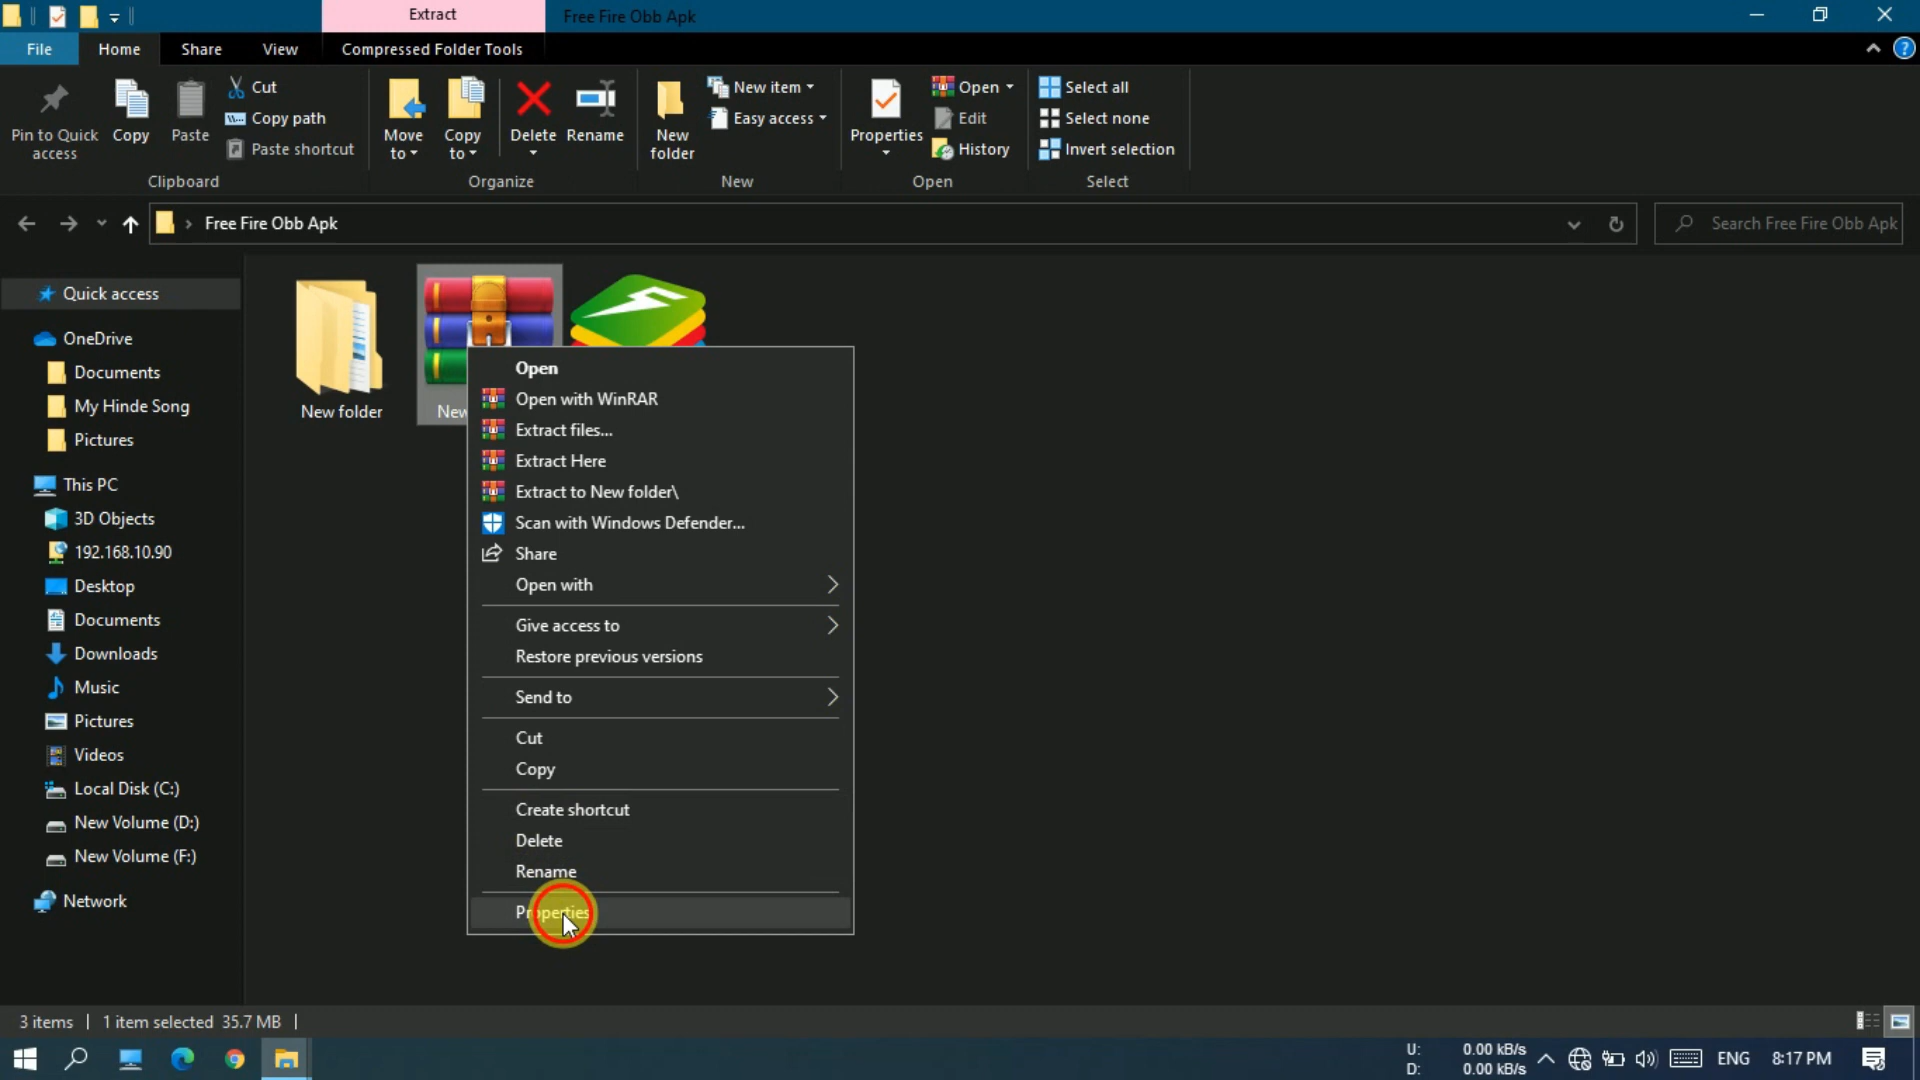 Extract
Free Fire Obb Apk
File
Home
Share
View
Compressed Folder Tools
Pin to Quick
access
Copy
Paste
Cut
Copy path
Paste shortcut
Move
to
Copy
to
Delete
Rename
New
folder
New item
Easy access
Properties
Open
Edit
History
Select all
Select none
Invert selection
Clipboard
Organize
New
Open
Select
Free Fire Obb Apk
Search Free Fire Obb Apk
Quick access
OneDrive
Documents
My Hinde Song
Pictures
This PC
3D Objects
192.168.10.90
Desktop
Documents
Downloads
Music
Pictures
Videos
Local Disk (C:)
New Volume (D:)
New Volume (F:)
Network
New folder
New
Open
Open with WinRAR
Extract files...
Extract Here
Extract to New folder\
Scan with Windows Defender...
Share
Open with
Give access to
Restore previous versions
Send to
Cut
Copy
Create shortcut
Delete
Rename
Properties
3 items
1 item selected 35.7 MB
U: 0.00 kB/s
D: 0.00 kB/s
ENG
8:17 PM